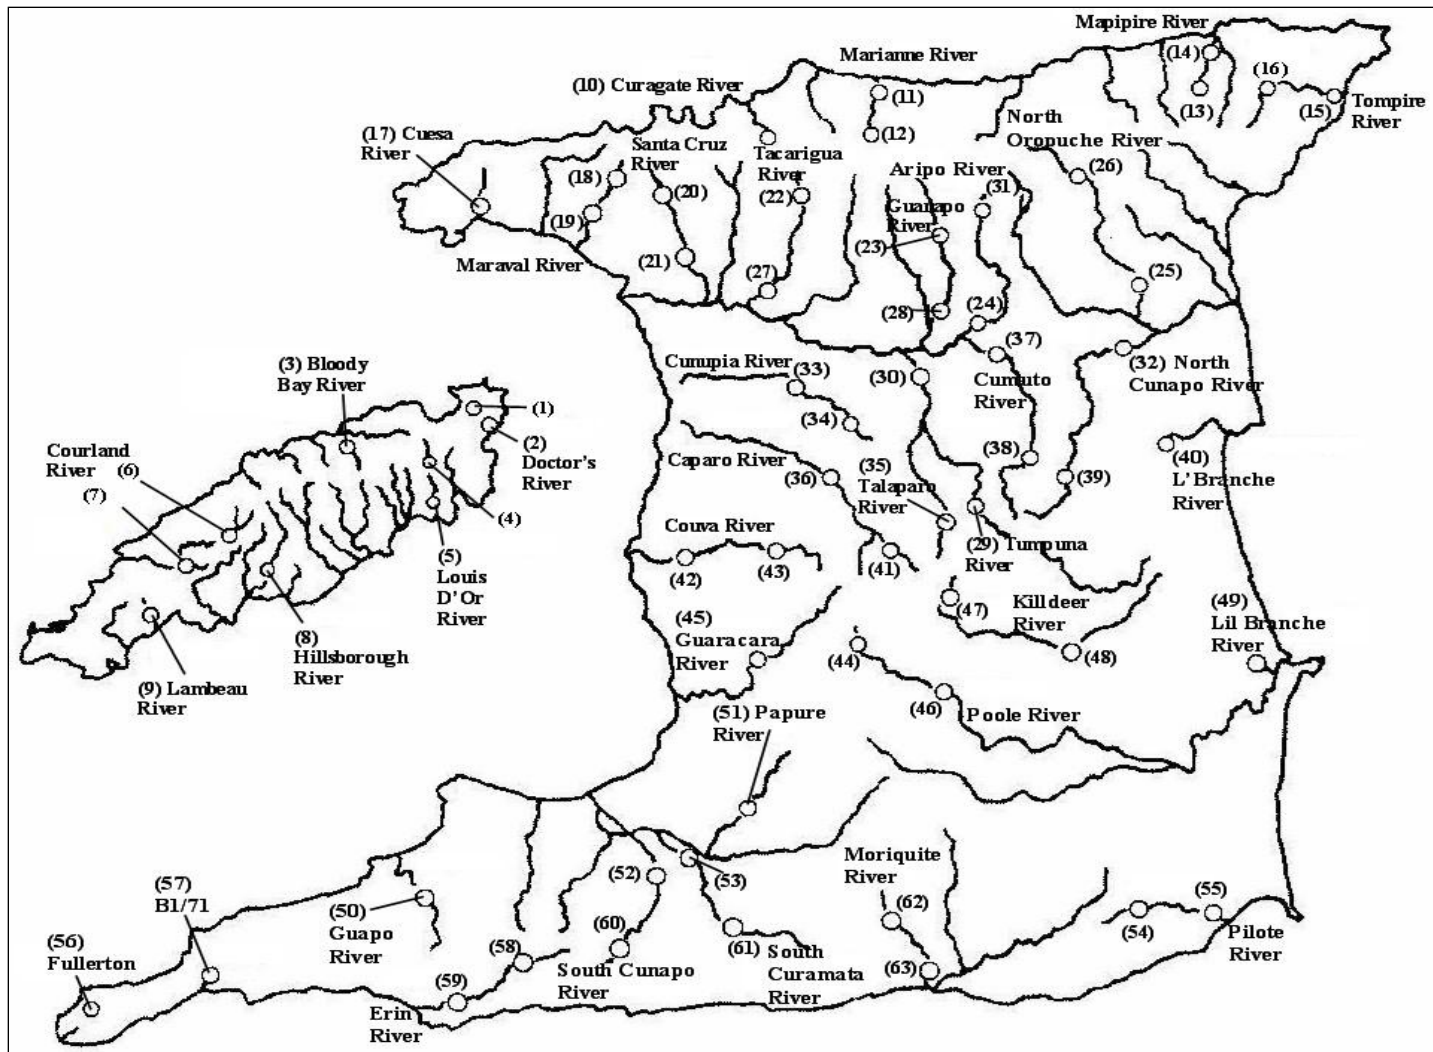 Mapipire River
(14)
Marianne River
(16)
(10) Curagate River
(11)
(13)
(15)
Tompire
River
(17) Cuesa
River
Santa Cruz
River
Tacarigua
River
(12)
North
Oropuche River
(26)
(18)
(20)
(22)
Aripo River
(31)
Guanapo
River
(19)
(23)
Maraval River
(21)
(27)
(25)
(28)
(24)
(37)
(3) Bloody
Bay River
Cunupia River
(33)
(30)
Cumuto
River
(32) North
Cunapo River
(1)
(34)
(2)
Doctor's
River
Courland
River
(6)
(7)
Caparo River
(36)
(35)
Talaparo
River
(38)
(39)
(40)
L'Branche
River
(4)
Couva River
(5)
Louis
D'Or
River
(42)
(43)
(41)
(29) Tumpuna
River
(47)
Killdeer
River
(49)
Lil Branche
River
(45)
Guaracara
River
(8)
Hillsborough
River
(44)
(48)
(9) Lambeau
River
(46)
Poole River
(51) Papure
River
Moriquite
River
(52)
(53)
(57)
B1/71
(50)
Guapo
River
(62)
(55)
(54)
Pilote
River
(56)
Fullerton
(58)
(60)
(61)
South Cunapo
River
South
Curamata
River
(63)
(59)
Erin
River